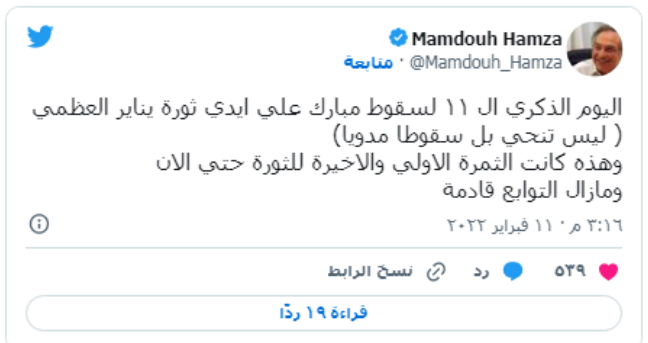 Mamdouh Hamza
@Mamdouh_Hamza · متابعة
اليوم الذكري ال ١١ لسقوط مبارك علي ايدي ثورة يناير العظمي
( ليس تنحي بل سقوطا مدويا)
وهذه كانت الثمرة الاولي والاخيرة للثورة حتي الان
ومازال التوابع قادمة
٣:١٦ م · ١١ فبراير ٢٠٢٢
٥٣٩ رد نسخ الرابط
قراءة ١٩ ردًا